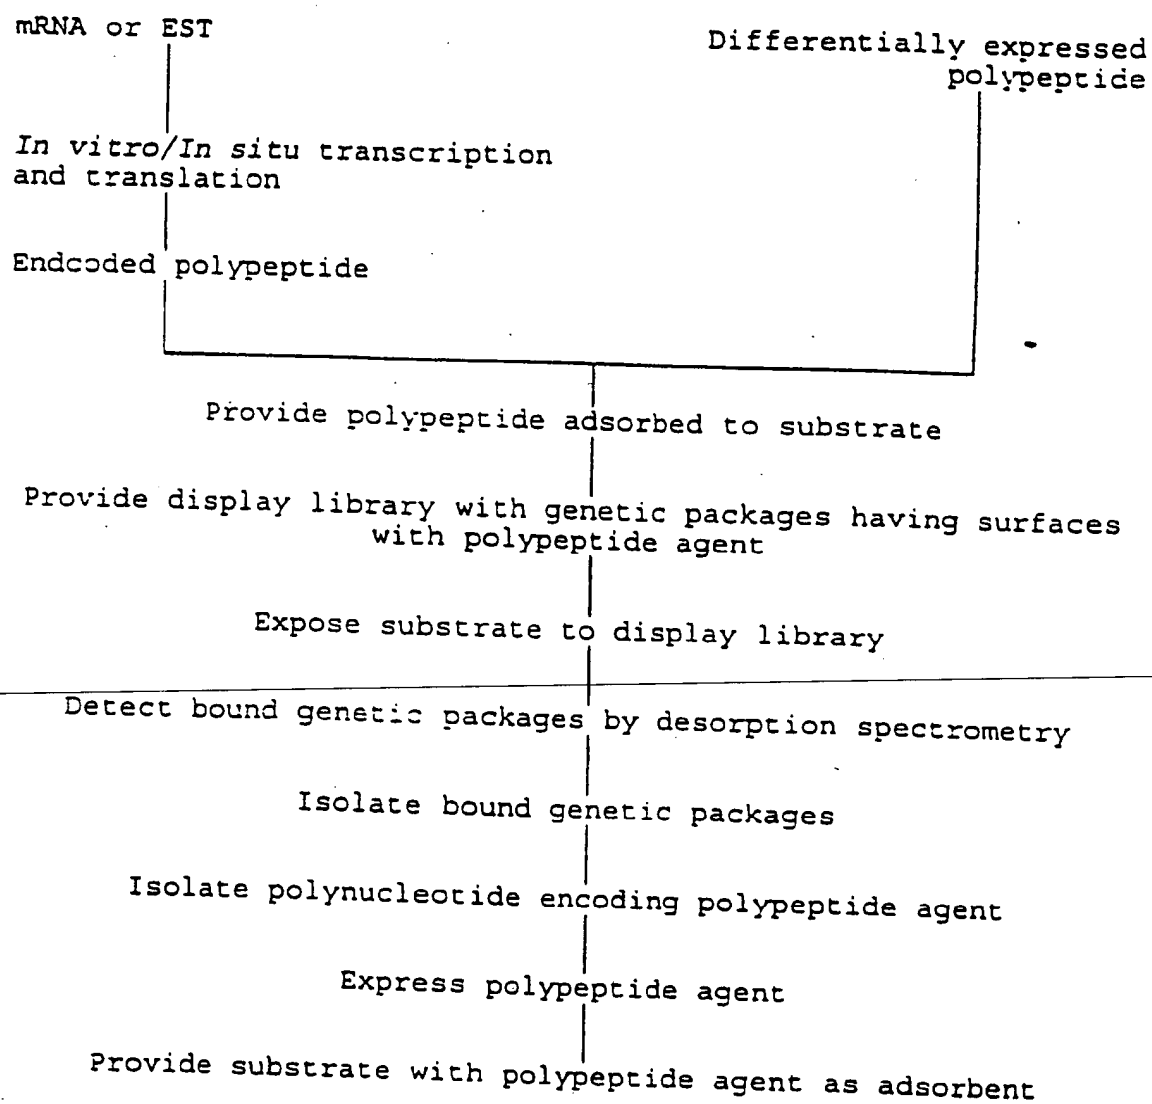 mRNA or EST
Differentially expressed
polypeptide
In vitro/In situ transcription
and translation
Endcoded polypeptide
Provide polypeptide adsorbed to substrate
Provide display library with genetic packages having surfaces
with polypeptide agent
Expose substrate to display library
Detect bound genetic packages by desorption spectrometry
Isolate bound genetic packages
Isolate polynucleotide encoding polypeptide agent
Express polypeptide agent
Provide substrate with polypeptide agent as adsorbent